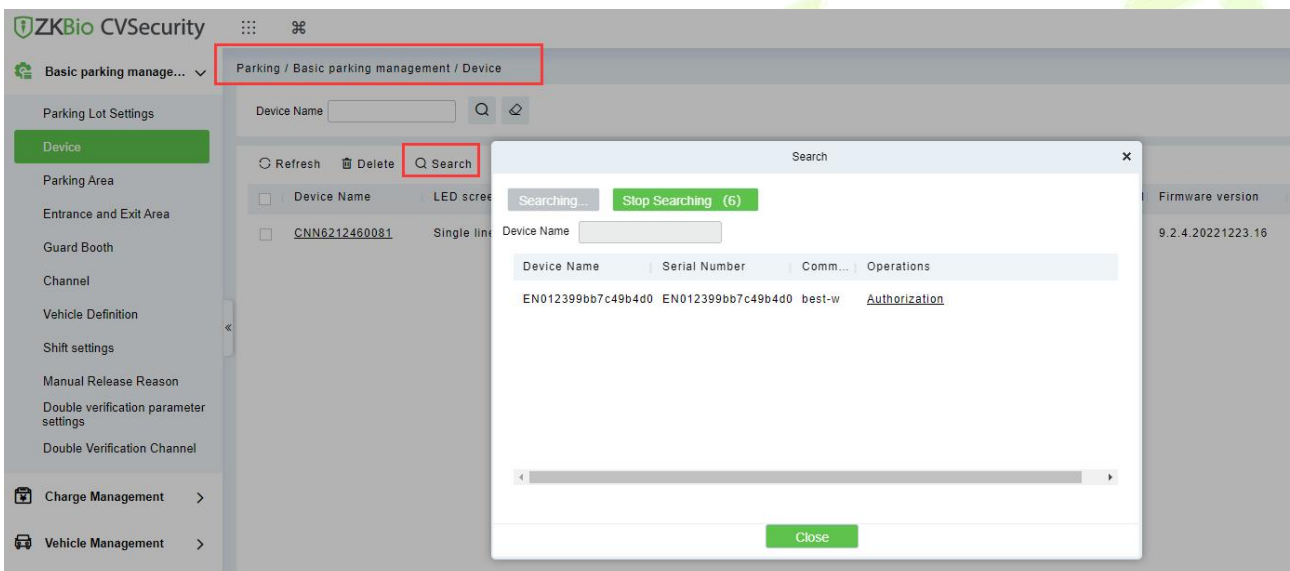 ZKBio CVSecurity
Basic parking manage...
Parking / Basic parking management / Device
Parking Lot Settings
Device
Parking Area
Entrance and Exit Area
Guard Booth
Channel
Vehicle Definition
Shift settings
Manual Release Reason
Double verification parameter
settings
Double Verification Channel
Charge Management
Vehicle Management
Device Name
Refresh Delete Search
Device Name LED scree Firmware version
CNN6212460081 Single line 9.2.4.20221223.16
Search
Searching... Stop Searching (6)
Device Name
Device Name Serial Number Comm... Operations
EN012399bb7c49b4d0 EN012399bb7c49b4d0 best-w Authorization
Close